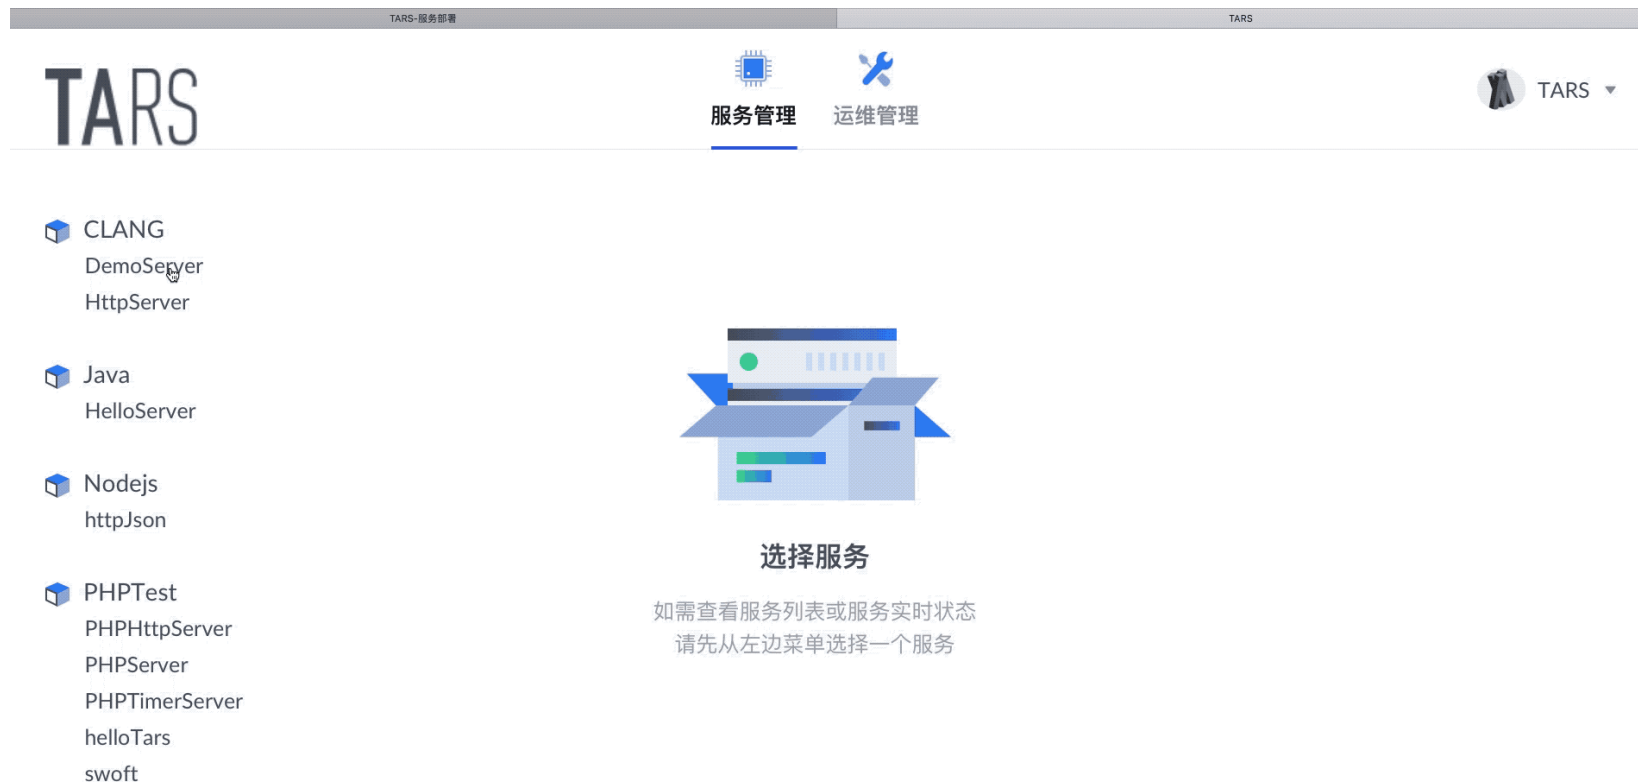 TARS-服务部署
TARS
TARS
服务管理
运维管理
TARS
CLANG
DemoServer
HttpServer
Java
HelloServer
Nodejs
httpJson
PHPTest
PHPHttpServer
PHPServer
PHPTimerServer
helloTars
swoft
选择服务
如需查看服务列表或服务实时状态
请先从左边菜单选择一个服务